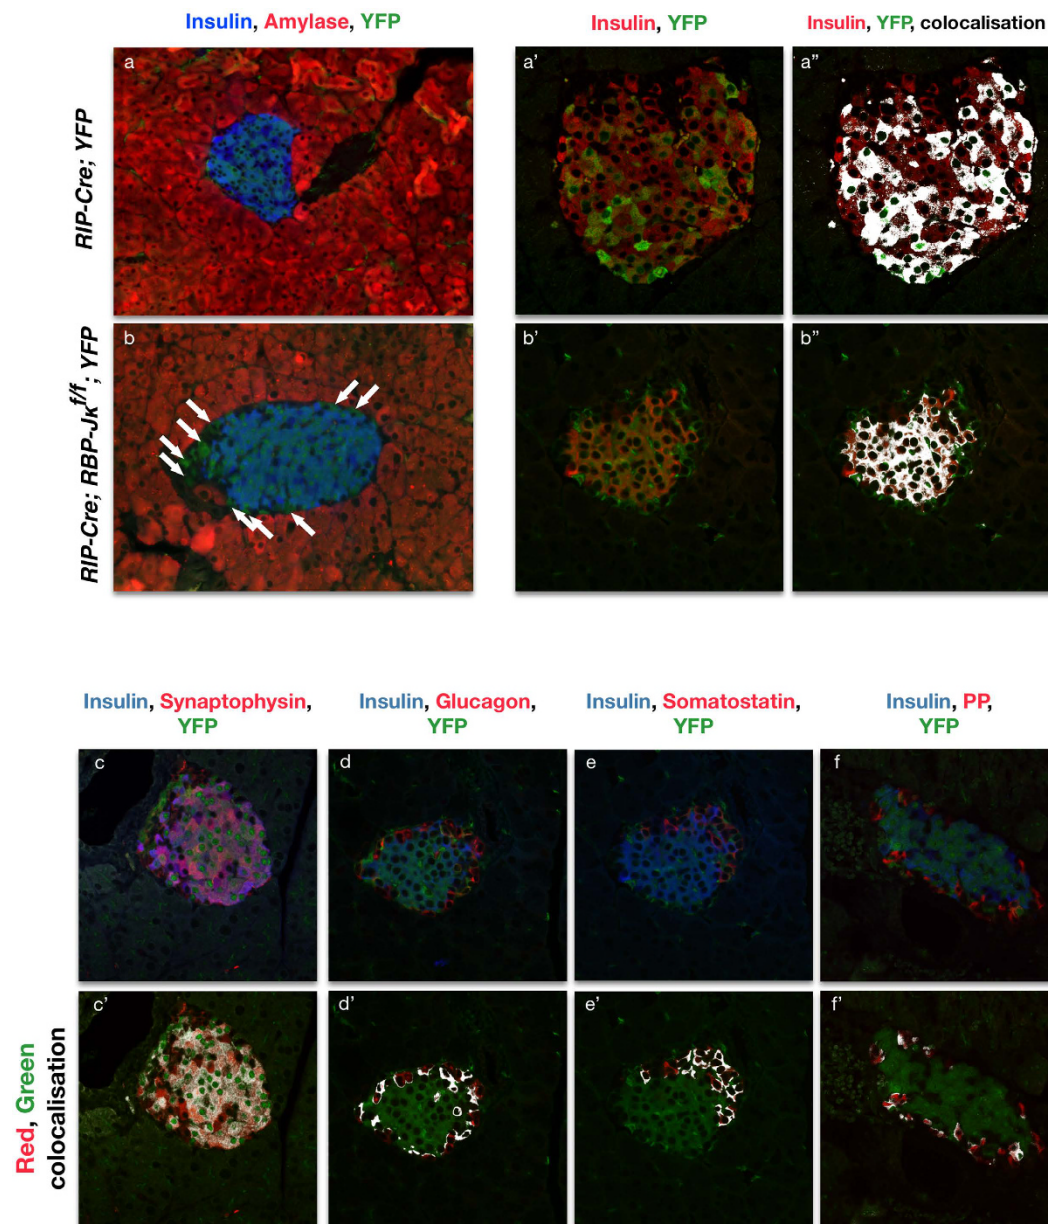 Insulin, Amylase, YFP
Insulin, YFP
Insulin, YFP, colocalisation
RIP-Cre; YFP
a
a'
a"
RIP-Cre; RBP-Jκf/f; YFP
b
b'
b"
Insulin, Synaptophysin,
YFP
Insulin, Glucagon,
YFP
Insulin, Somatostatin,
YFP
Insulin, PP,
YFP
c
d
e
f
Red, Green
colocalisation
c'
d'
e'
f'